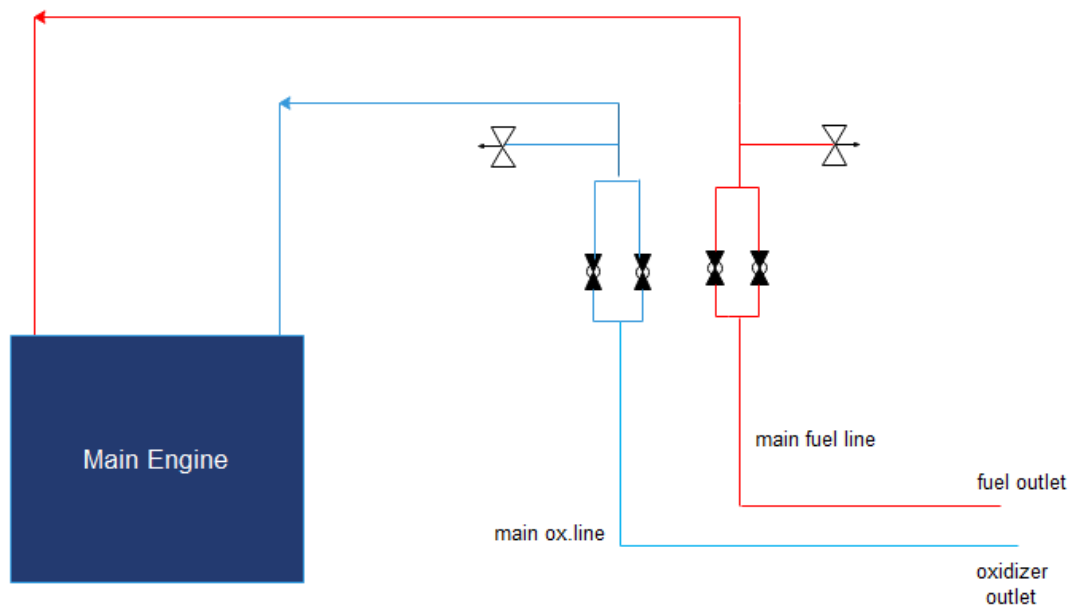 main fuel line
Main Engine
fuel outlet
main ox.line
oxidizer
outlet